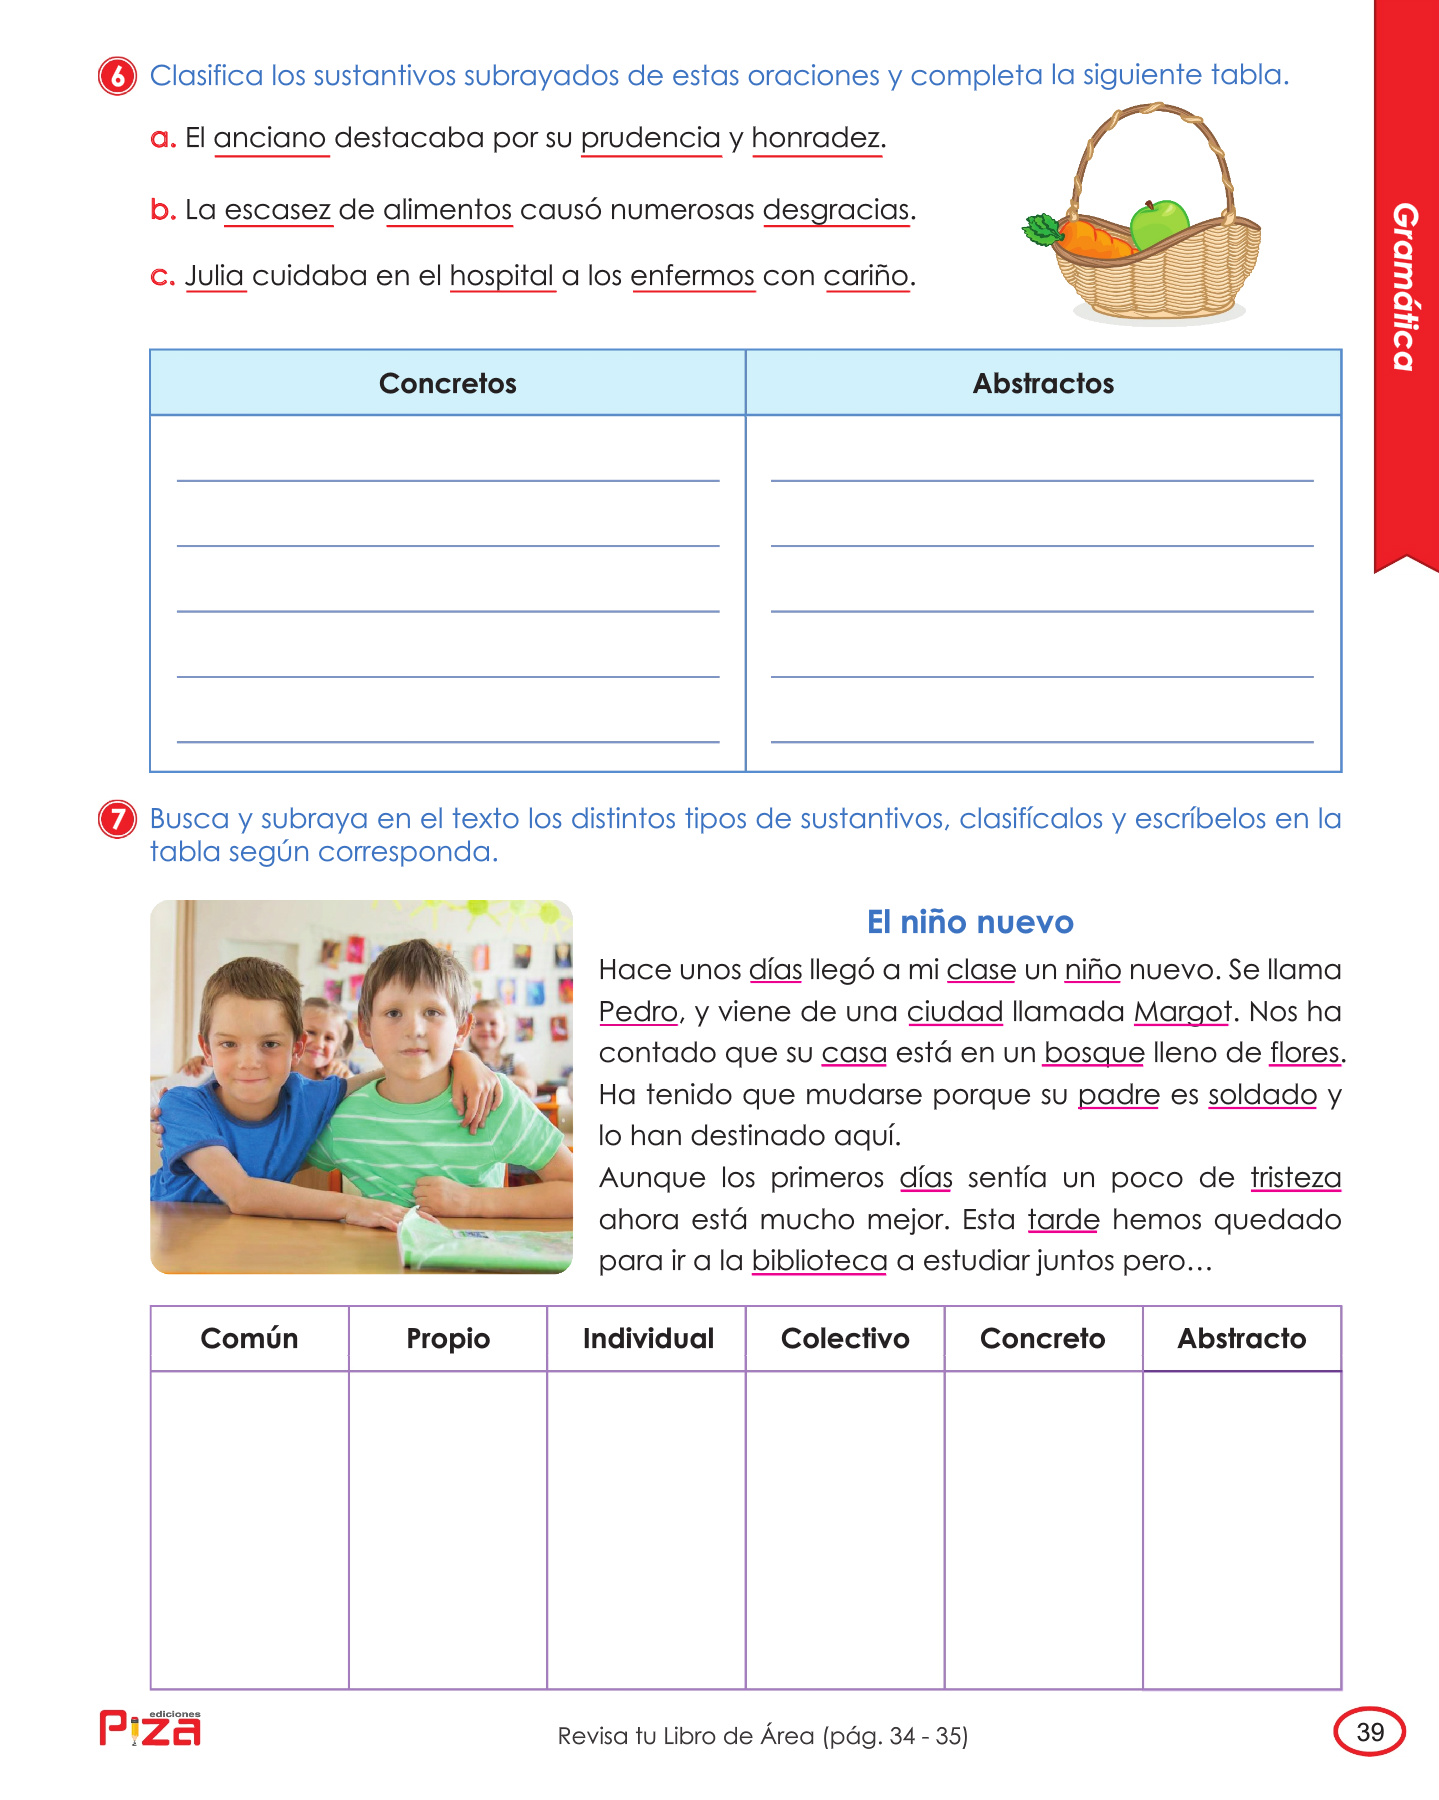 6 Clasifica los sustantivos subrayados de estas oraciones y completa la siguiente tabla.
a. El anciano destacaba por su prudencia y honradez.
b. La escasez de alimentos causó numerosas desgracias.
c. Julia cuidaba en el hospital a los enfermos con cariño.
Gramática
Concretos Abstractos
7 Busca y subraya en el texto los distintos tipos de sustantivos, clasifícalos y escríbelos en la
tabla según corresponda.
El niño nuevo
Hace unos días llegó a mi clase un niño nuevo. Se llama
Pedro, y viene de una ciudad llamada Margot. Nos ha
contado que su casa está en un bosque lleno de flores.
Ha tenido que mudarse porque su padre es soldado y
lo han destinado aquí.
Aunque los primeros días sentía un poco de tristeza
ahora está mucho mejor. Esta tarde hemos quedado
para ir a la biblioteca a estudiar juntos pero...
Común Propio Individual Colectivo Concreto Abstracto
ediciones
Piza
Revisa tu Libro de Área (pág. 34 - 35)
39